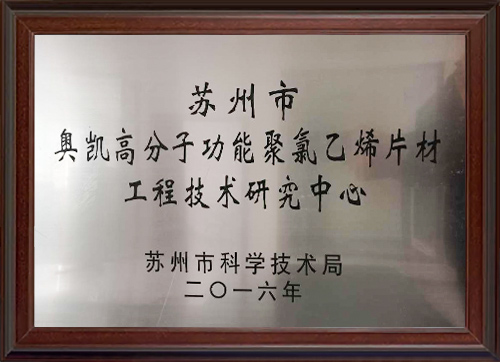 苏州市
奥凯高分子功能聚氯乙烯片材
工程技术研究中心
苏州市科学技术局
二〇一六年